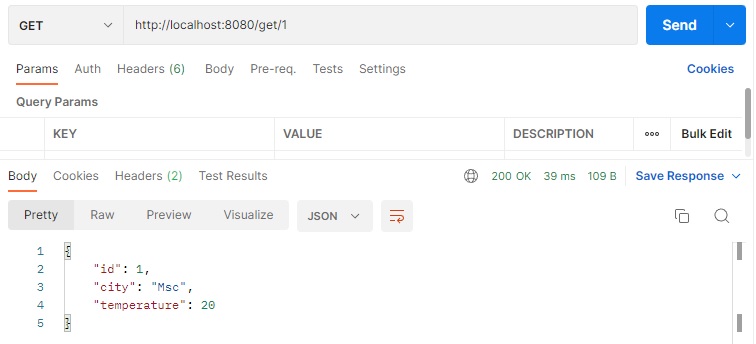 GET http://localhost:8080/get/1 Send
Params Auth Headers (6) Body Pre-req. Tests Settings Cookies
Query Params
KEY VALUE DESCRIPTION ooo Bulk Edit
Body Cookies Headers (2) Test Results 200 OK 39 ms 109 B Save Response
Pretty Raw Preview Visualize JSON
1 {
2 "id": 1,
3 "city": "Msc",
4 "temperature": 20
5 }